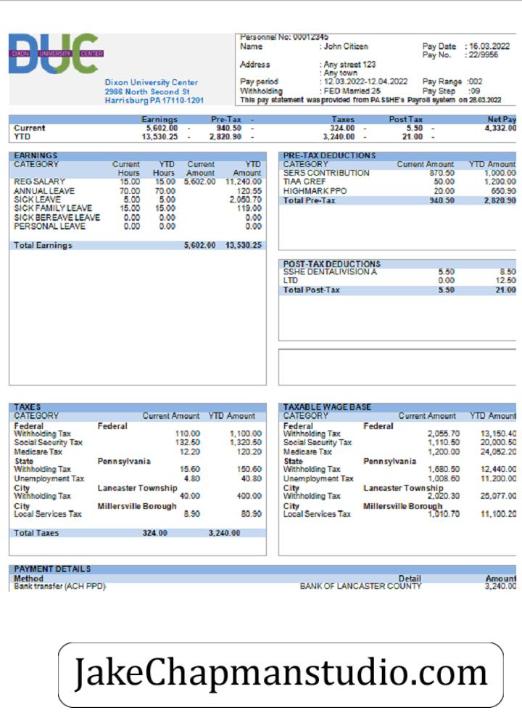 DUC
DIXON UNIVERSITY CENTER
Dixon University Center
2986 North Second St
Harrisburg PA 17110-1201
Personnel No: 00012345
Name : John Citizen Pay Date : 16.03.2022
Pay No. : 22/9956
Address : Any street 123
: Any town
Pay period : 12.03.2022-12.04.2022 Pay Range :002
Withholding : FED Married 25 Pay Step :09
This pay statement was provided from PA SSHE's Payroll system on 28.03.2022
Earnings - Pre-Tax - Taxes Post Tax - Net Pay
Current 5,602.00 - 940.50 - 324.00 - 5.50 - 4,332.00
YTD 13,530.25 - 2,820.90 - 3,240.00 - 21.00 -
EARNINGS
CATEGORY Current YTD Current YTD
Hours Hours Amount Amount
REG SALARY 15.00 15.00 5,602.00 11,240.00
ANNUAL LEAVE 70.00 70.00 120.55
SICK LEAVE 5.00 5.00 2,050.70
SICK FAMILY LEAVE 15.00 15.00 119.00
SICK BEREAVE LEAVE 0.00 0.00 0.00
PERSONAL LEAVE 0.00 0.00 0.00
Total Earnings 5,602.00 13,530.25
PRE-TAX DEDUCTIONS
CATEGORY Current Amount YTD Amount
SERS CONTRIBUTION 870.50 1,000.00
TIAA CREF 50.00 1,200.00
HIGHMARK PPO 20.00 650.90
Total Pre-Tax 940.50 2,820.90
POST-TAX DEDUCTIONS
SSHE DENTAL/VISION A 5.50 8.50
LTD 0.00 12.50
Total Post-Tax 5.50 21.00
TAXES
CATEGORY Current Amount YTD Amount
Federal Federal
Withholding Tax 110.00 1,100.00
Social Security Tax 132.50 1,320.50
Medicare Tax 12.20 120.20
State Pennsylvania
Withholding Tax 15.60 150.60
Unemployment Tax 4.80 40.80
City Lancaster Township
Withholding Tax 40.00 400.00
City Millersville Borough
Local Services Tax 8.90 80.90
Total Taxes 324.00 3,240.00
TAXABLE WAGE BASE
CATEGORY Current Amount YTD Amount
Federal Federal
Withholding Tax 2,055.70 13,150.40
Social Security Tax 1,110.50 20,000.50
Medicare Tax 1,200.00 24,052.20
State Pennsylvania
Withholding Tax 1,680.50 12,440.00
Unemployment Tax 1,008.60 11,200.00
City Lancaster Township
Withholding Tax 2,020.30 25,077.00
City Millersville Borough
Local Services Tax 1,010.70 11,100.20
PAYMENT DETAILS
Method Detail Amount
Bank transfer (ACH PPD) BANK OF LANCASTER COUNTY 3,240.00
JakeChapmanstudio.com